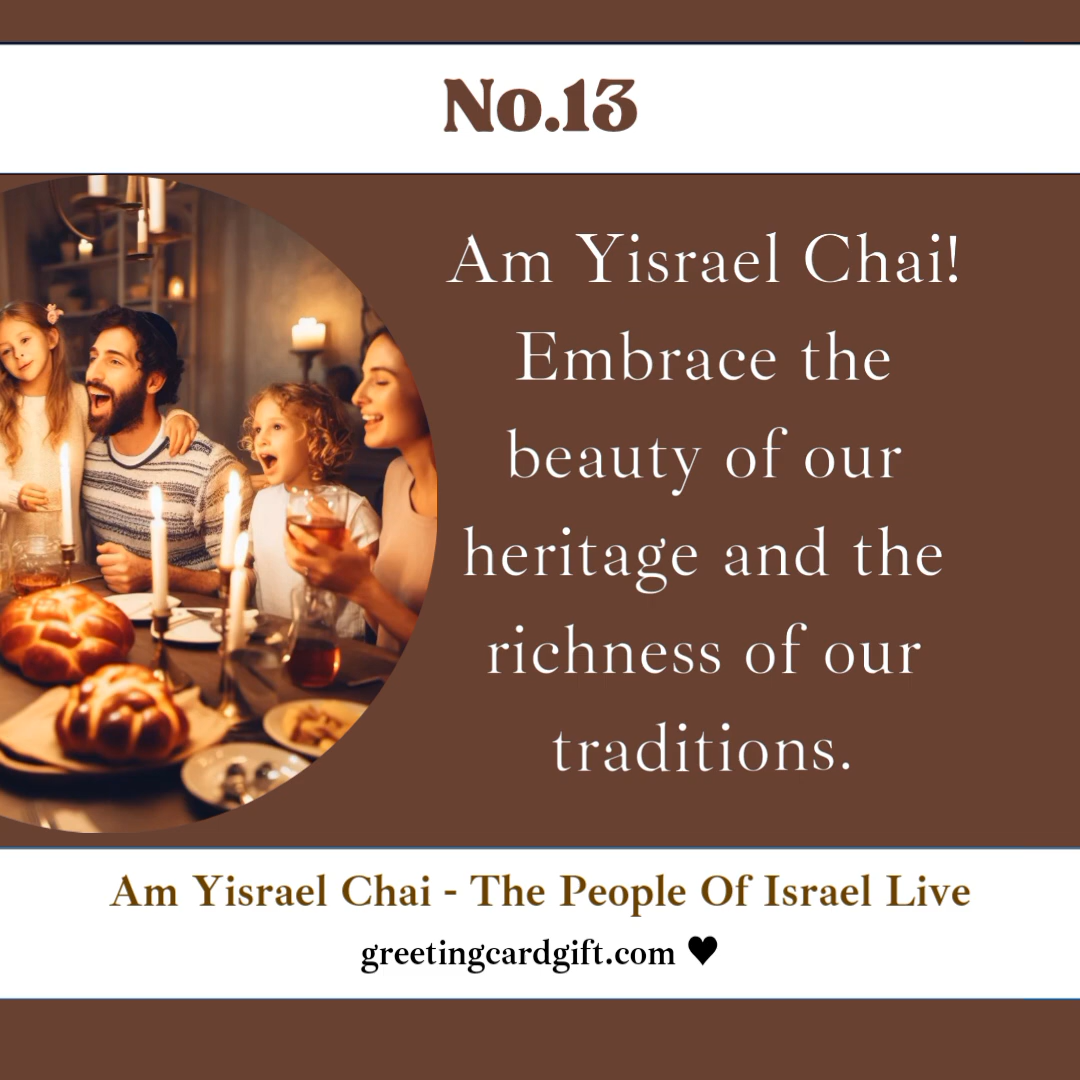 No.13
Am Yisrael Chai!
Embrace the
beauty of our
heritage and the
richness of our
traditions.
Am Yisrael Chai - The People Of Israel Live
greetingcardgift.com ♥